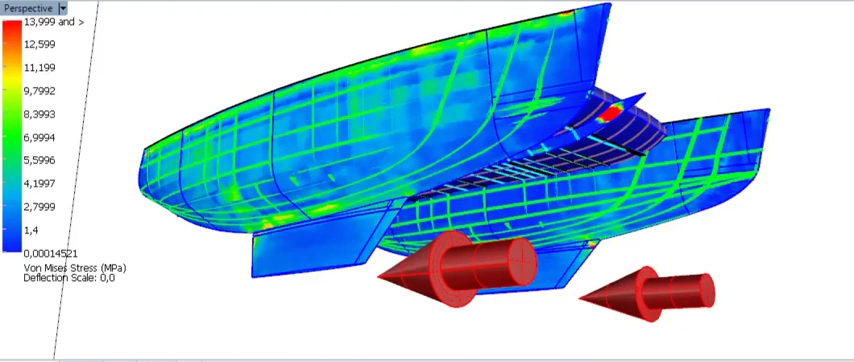 Perspective
13,999 and >
12,599
11,199
9,7992
8,3993
6,9994
5,5996
4,1997
2,7999
1,4
0,00014521
Von Mises Stress (MPa)
Deflection Scale: 0,0